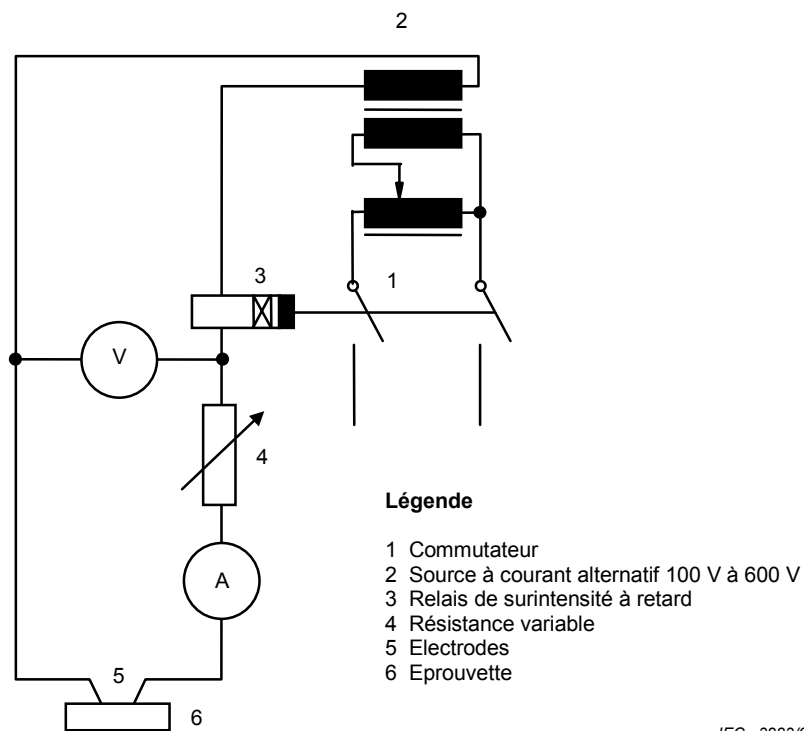 2
3
1
V
4
A
5
6
Légende
1 Commutateur
2 Source à courant alternatif 100 V à 600 V
3 Relais de surintensité à retard
4 Résistance variable
5 Electrodes
6 Eprouvette